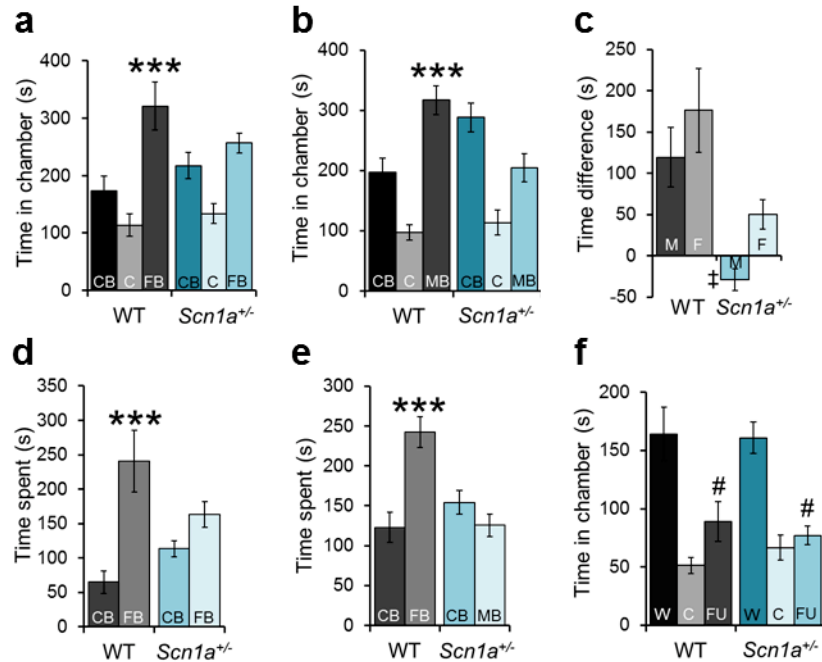 a
Time in chamber (s)
400
300
200
100
0
***
CB C FB CB C FB
WT Scn1a+/-
b
Time in chamber (s)
400
300
200
100
0
***
CB C MB CB C MB
WT Scn1a+/-
c
Time difference (s)
250
200
150
100
50
0
-50
M F M F
‡
WT Scn1a+/-
d
Time spent (s)
350
300
250
200
150
100
50
0
***
CB FB CB FB
WT Scn1a+/-
e
Time spent (s)
300
250
200
150
100
50
0
***
CB FB CB MB
WT Scn1a+/-
f
Time in chamber (s)
200
150
100
50
0
# #
W C FU W C FU
WT Scn1a+/-